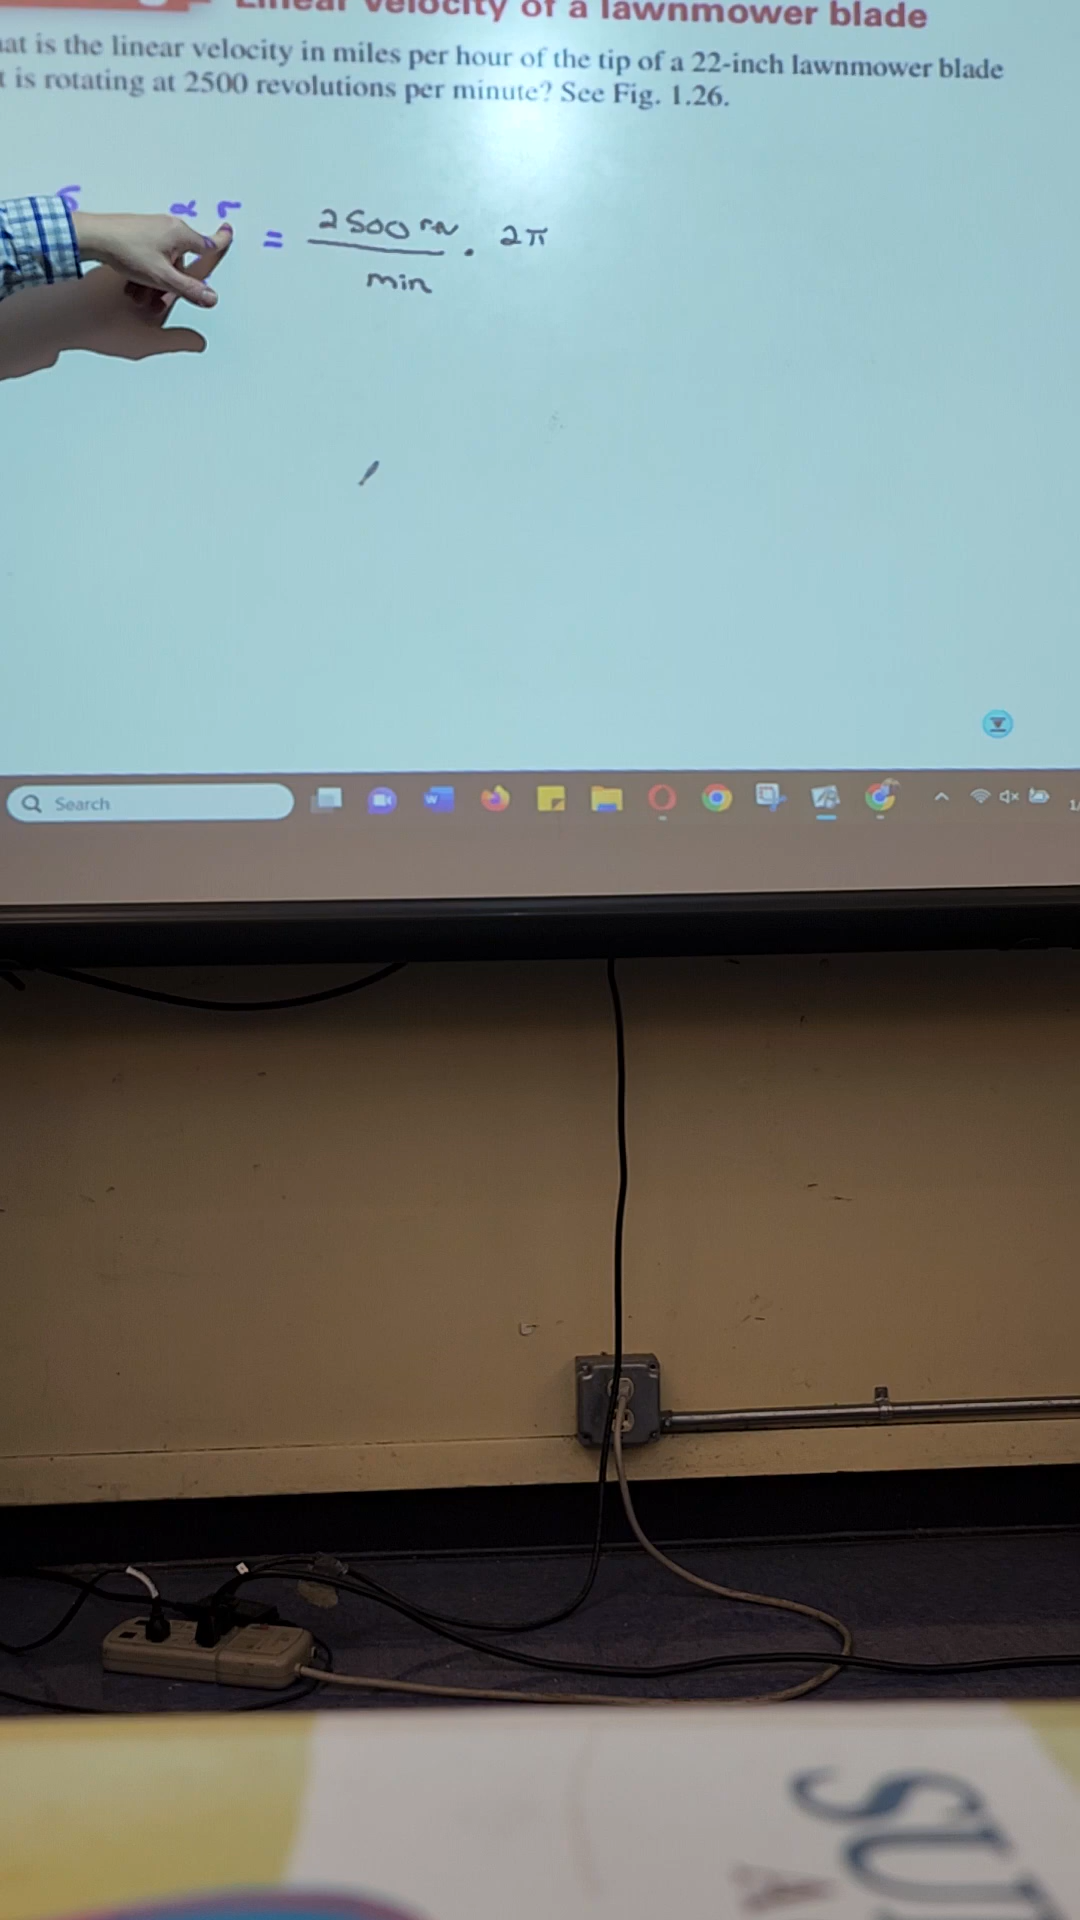 Linear velocity of a lawnmower blade
at is the linear velocity in miles per hour of the tip of a 22-inch lawnmower blade
t is rotating at 2500 revolutions per minute? See Fig. 1.26.
α r = 2500 rev / min · 2π
Search
SUT